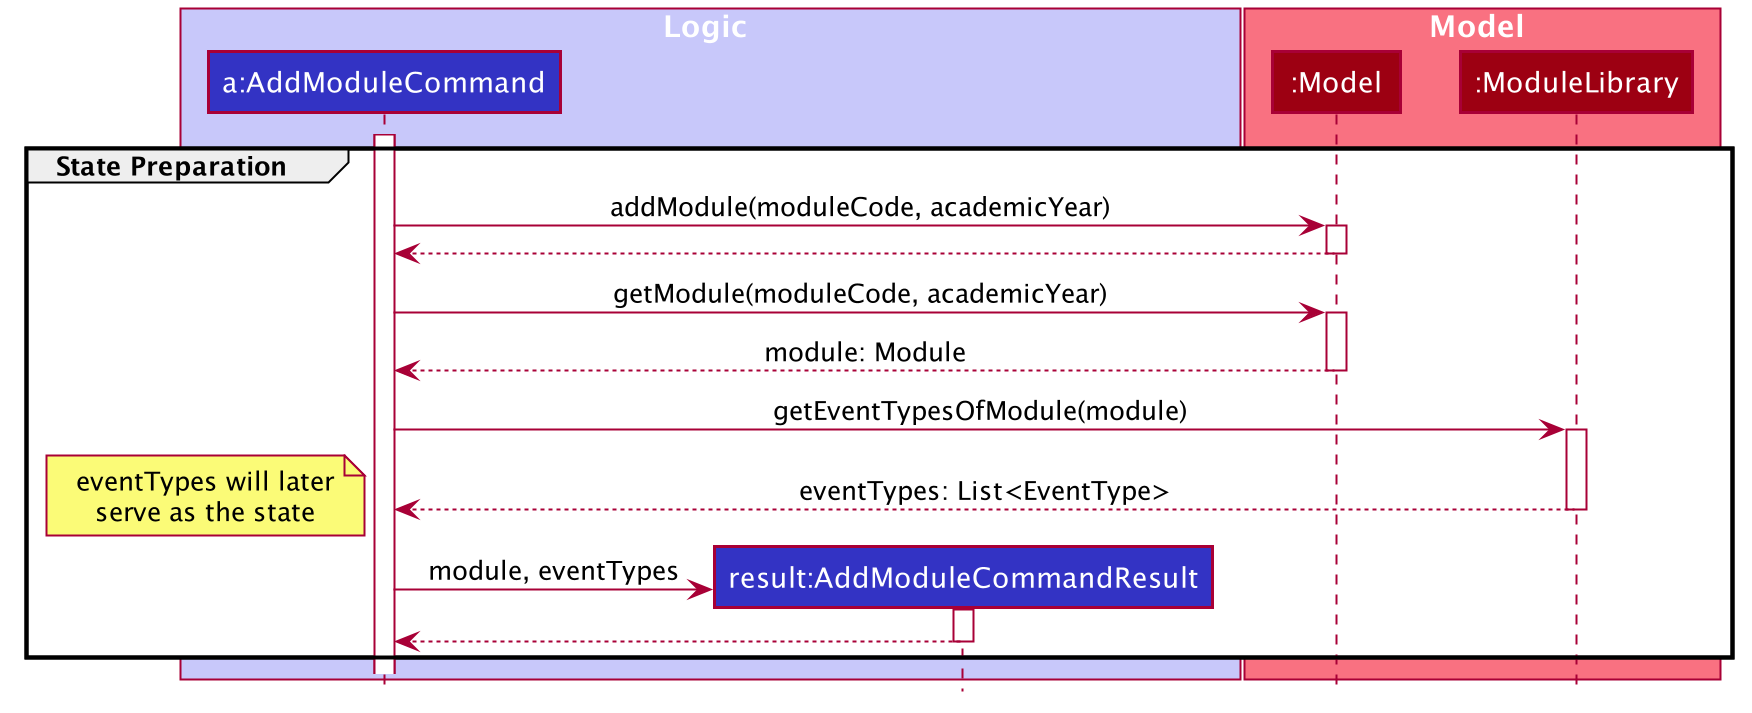 Logic
Model
a:AddModuleCommand
:Model
:ModuleLibrary
State Preparation
addModule(moduleCode, academicYear)
getModule(moduleCode, academicYear)
module: Module
getEventTypesOfModule(module)
eventTypes will later
serve as the state
eventTypes: List<EventType>
module, eventTypes
result:AddModuleCommandResult